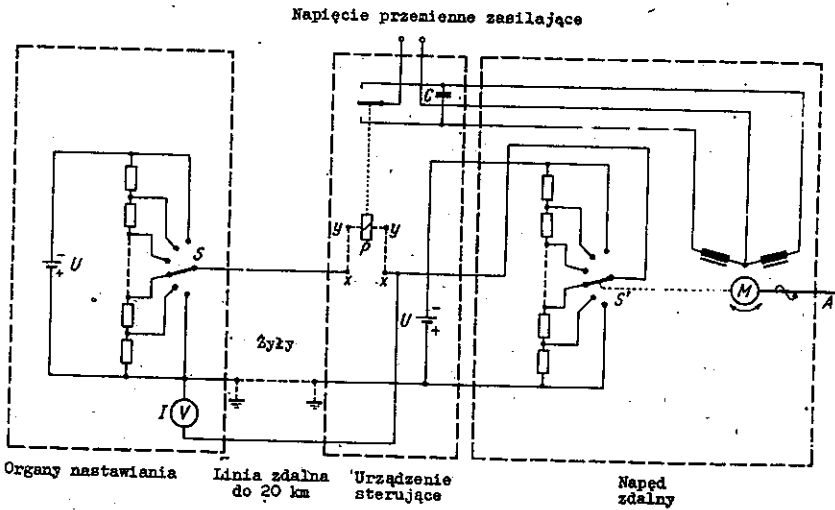 Napięcie przemienne zasilające
C
S
y
y
P
x
x
U
U
S'
M
A
Żyły
I
V
Organy nastawiania
Linia zdalna
do 20 km
Urządzenie
sterujące
Napęd
zdalny